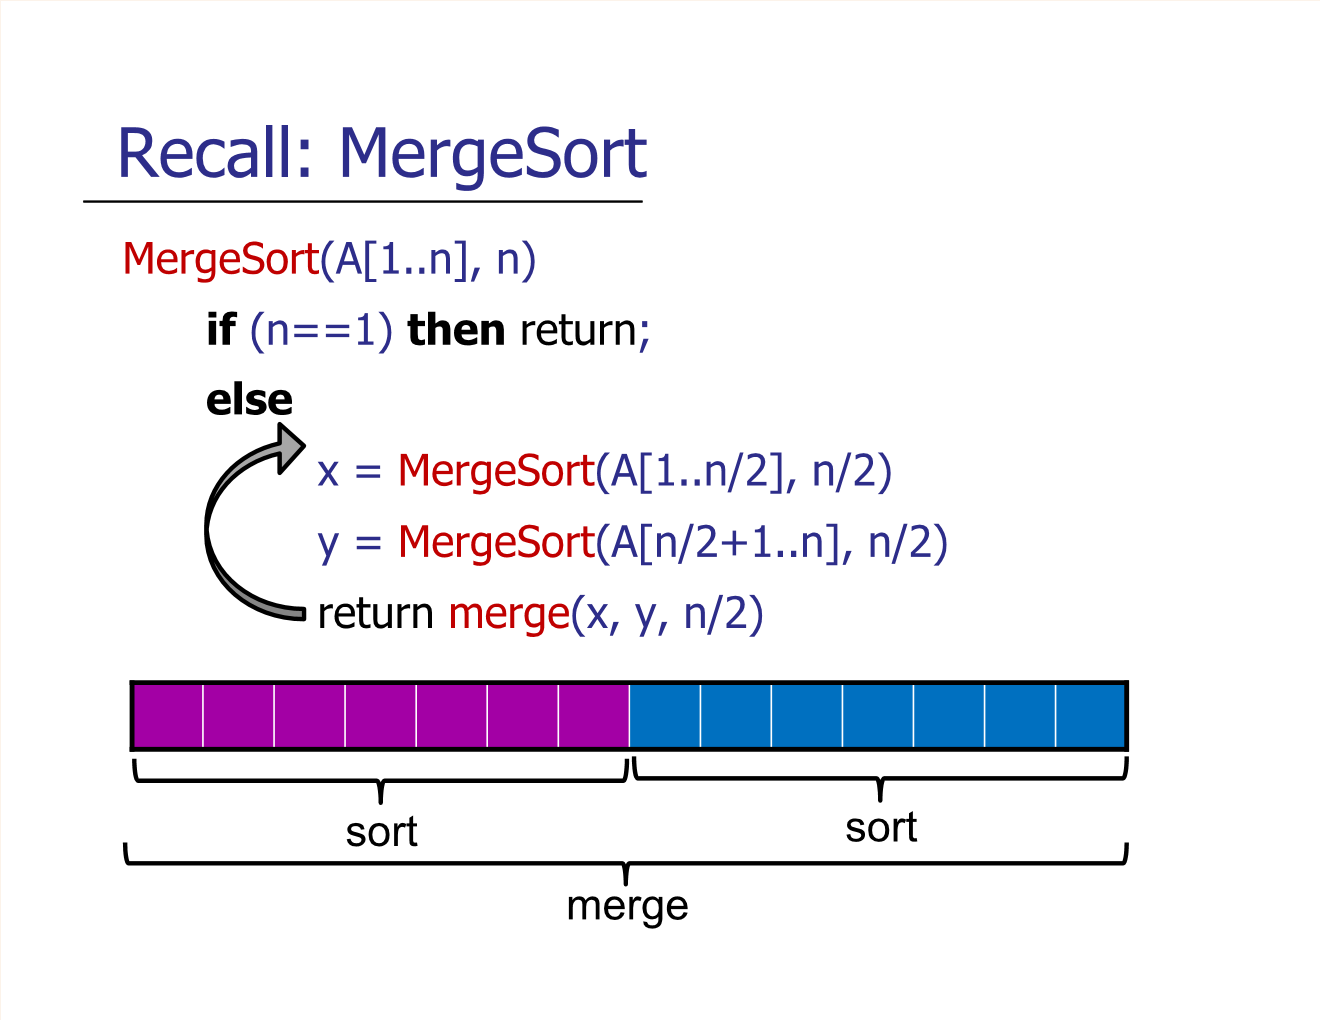 Recall: MergeSort
MergeSort(A[1..n], n)
if (n==1) then return;
else
x = MergeSort(A[1..n/2], n/2)
y = MergeSort(A[n/2+1..n], n/2)
return merge(x, y, n/2)
sort
sort
merge